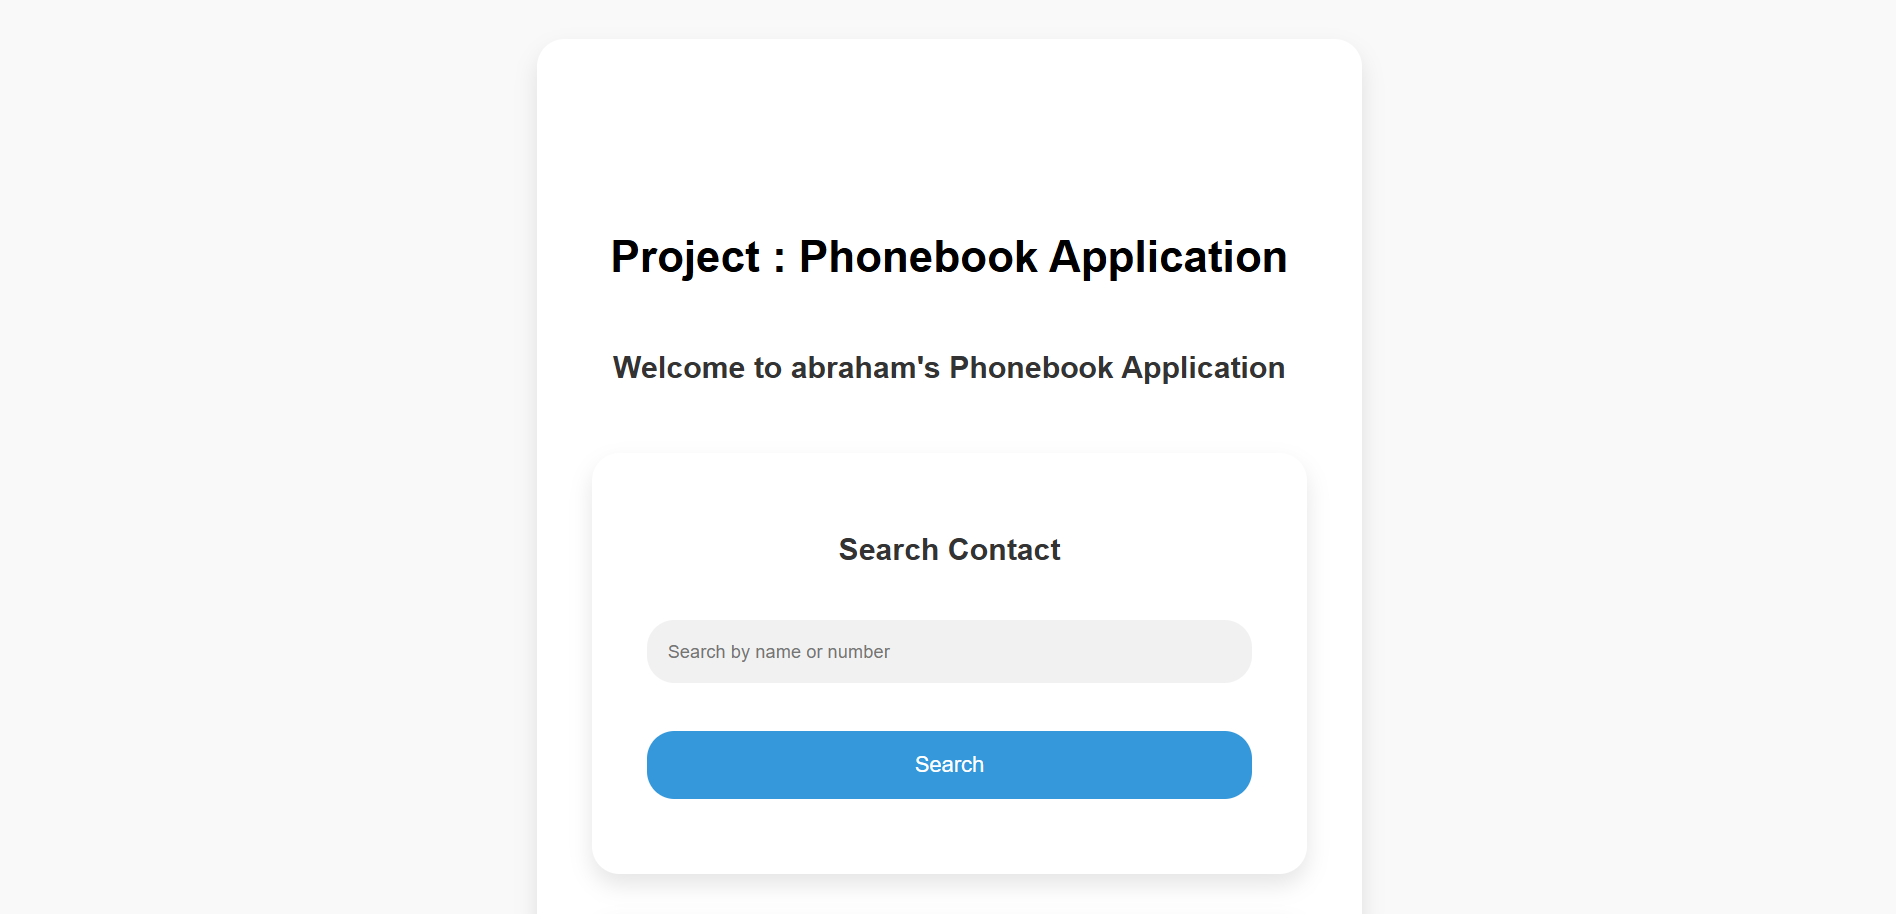 Project : Phonebook Application
Welcome to abraham's Phonebook Application
Search Contact
Search by name or number
Search